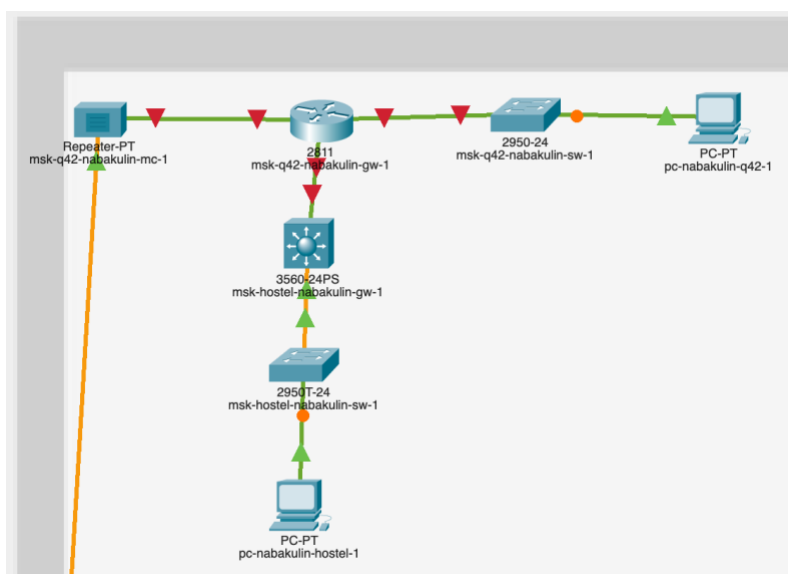 Repeater-PT
msk-q42-nabakulin-mc-1
2811
msk-q42-nabakulin-gw-1
2950-24
msk-q42-nabakulin-sw-1
PC-PT
pc-nabakulin-q42-1
3560-24PS
msk-hostel-nabakulin-gw-1
2950T-24
msk-hostel-nabakulin-sw-1
PC-PT
pc-nabakulin-hostel-1